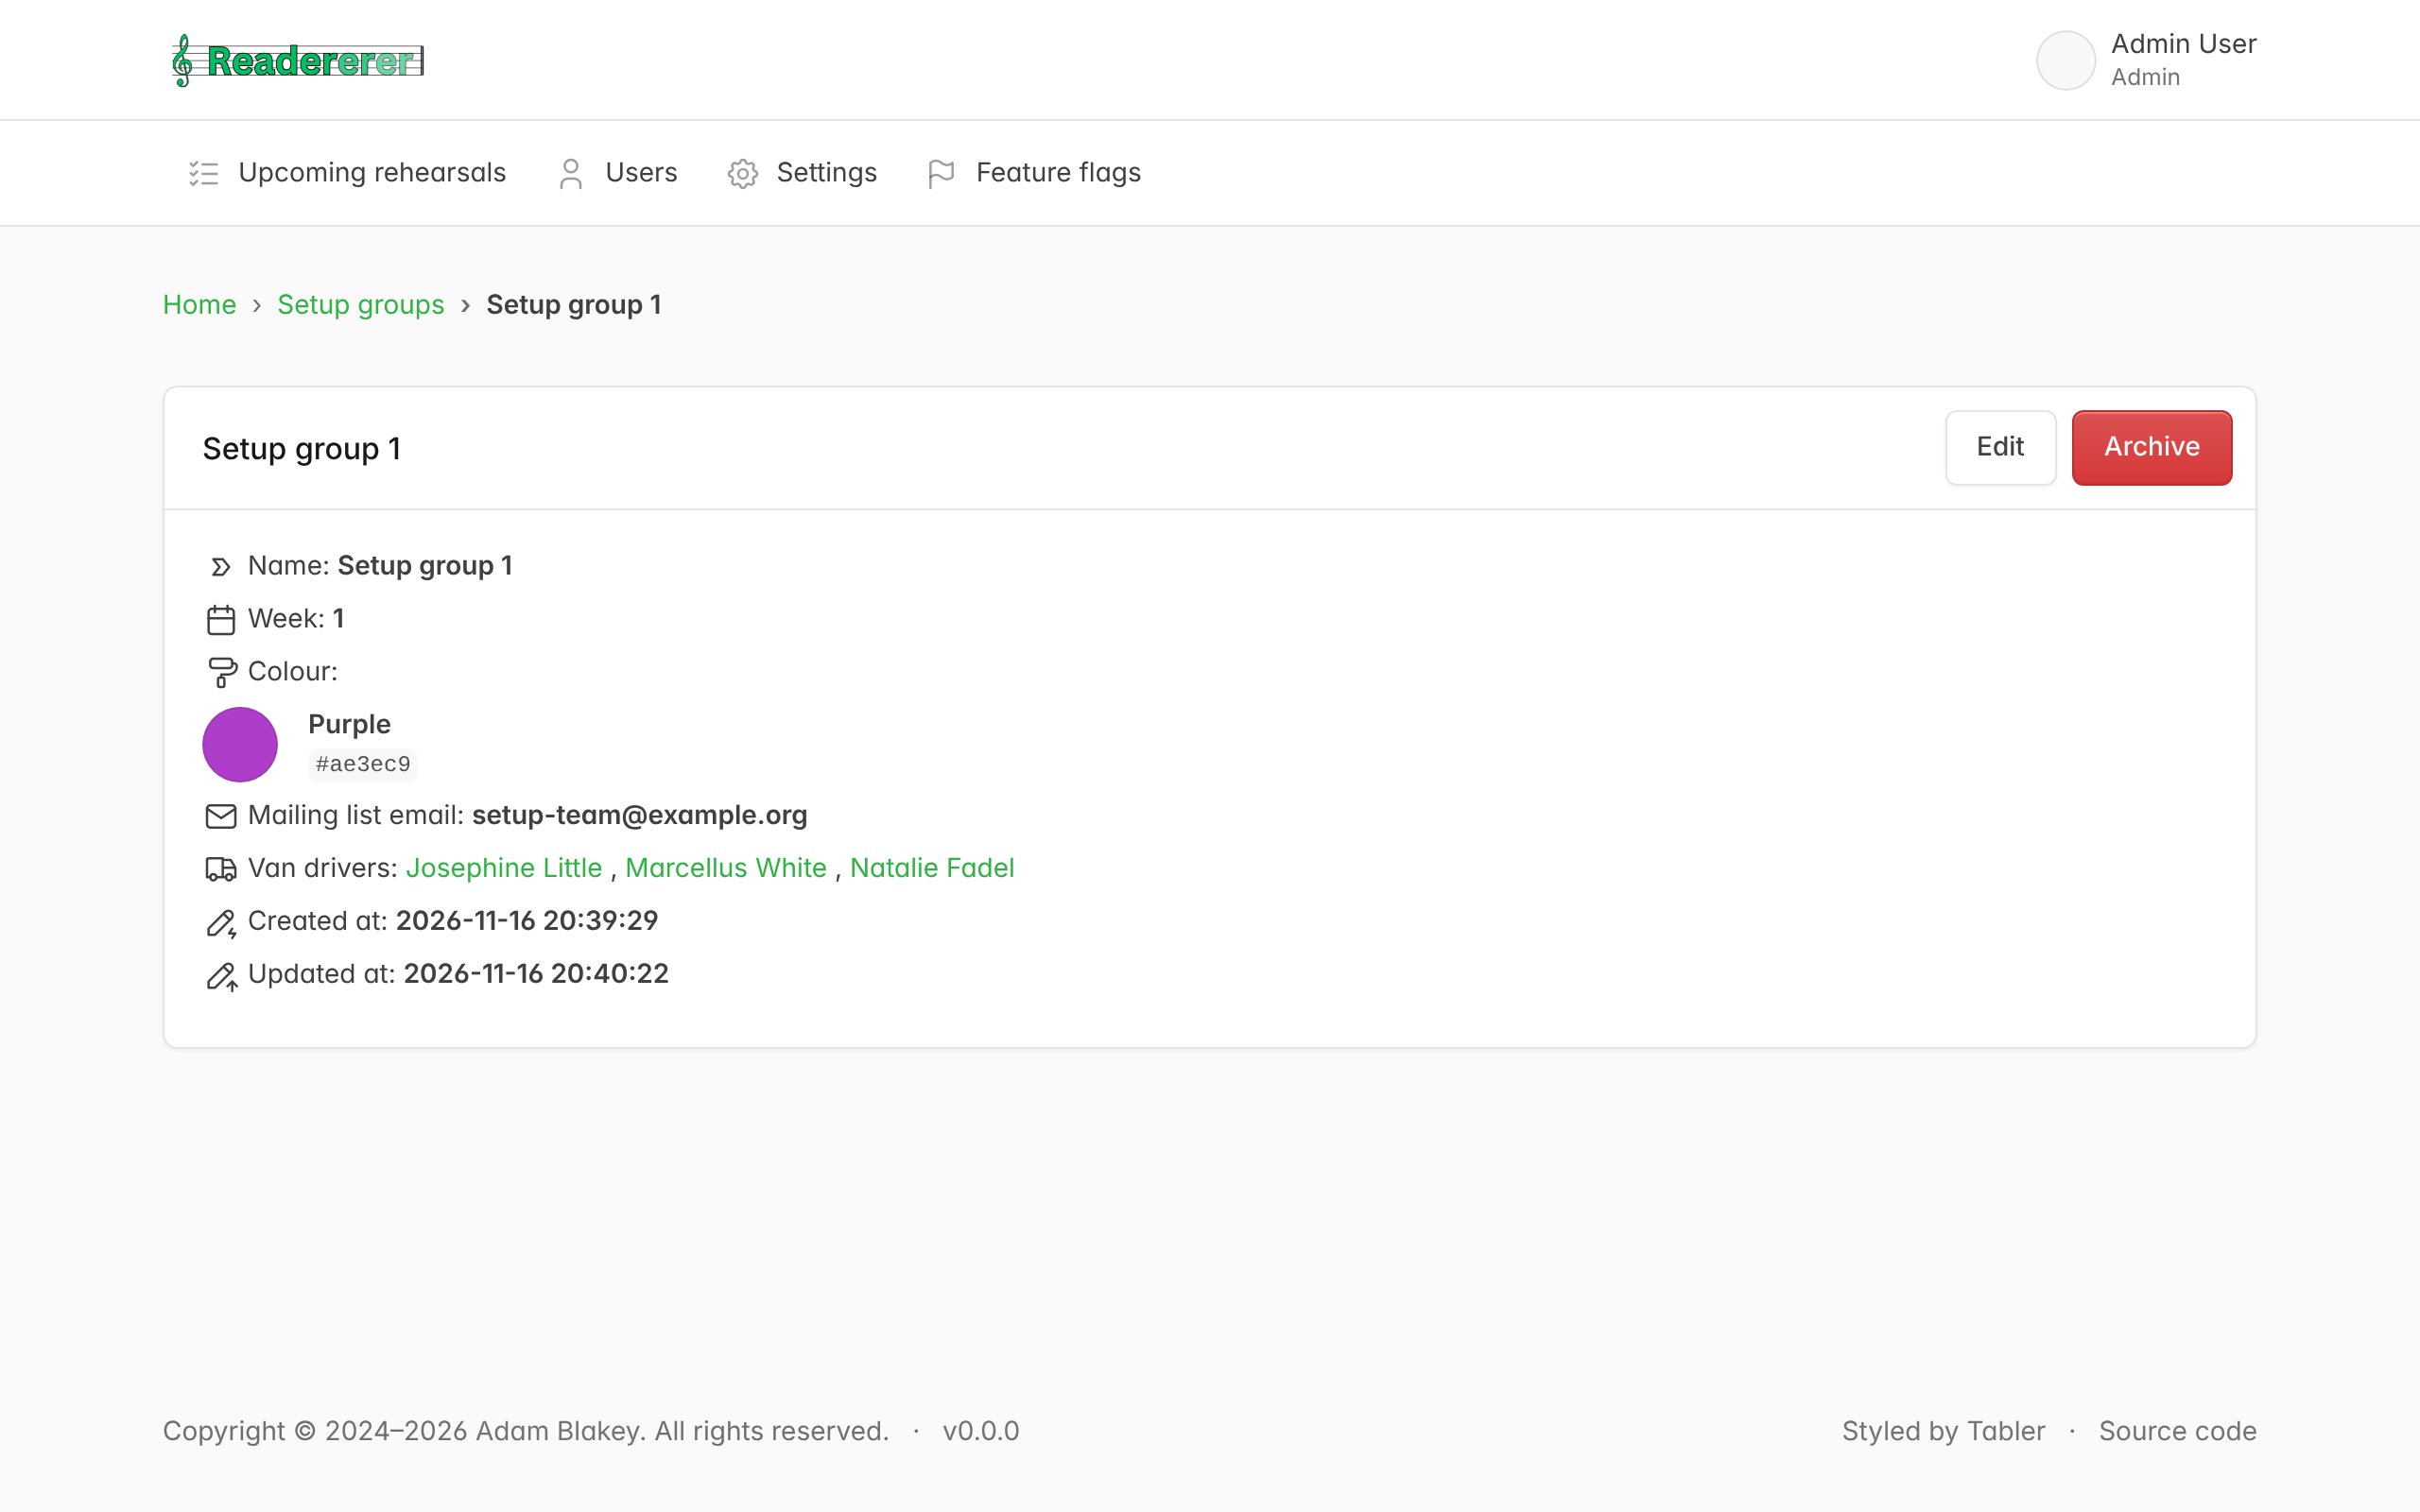 Readererer
Admin User
Admin
Upcoming rehearsals
Users
Settings
Feature flags
Home › Setup groups › Setup group 1
Setup group 1
Edit
Archive
Name: Setup group 1
Week: 1
Colour:
Purple
#ae3ec9
Mailing list email: setup-team@example.org
Van drivers: Josephine Little , Marcellus White , Natalie Fadel
Created at: 2026-11-16 20:39:29
Updated at: 2026-11-16 20:40:22
Copyright © 2024–2026 Adam Blakey. All rights reserved. · v0.0.0
Styled by Tabler · Source code